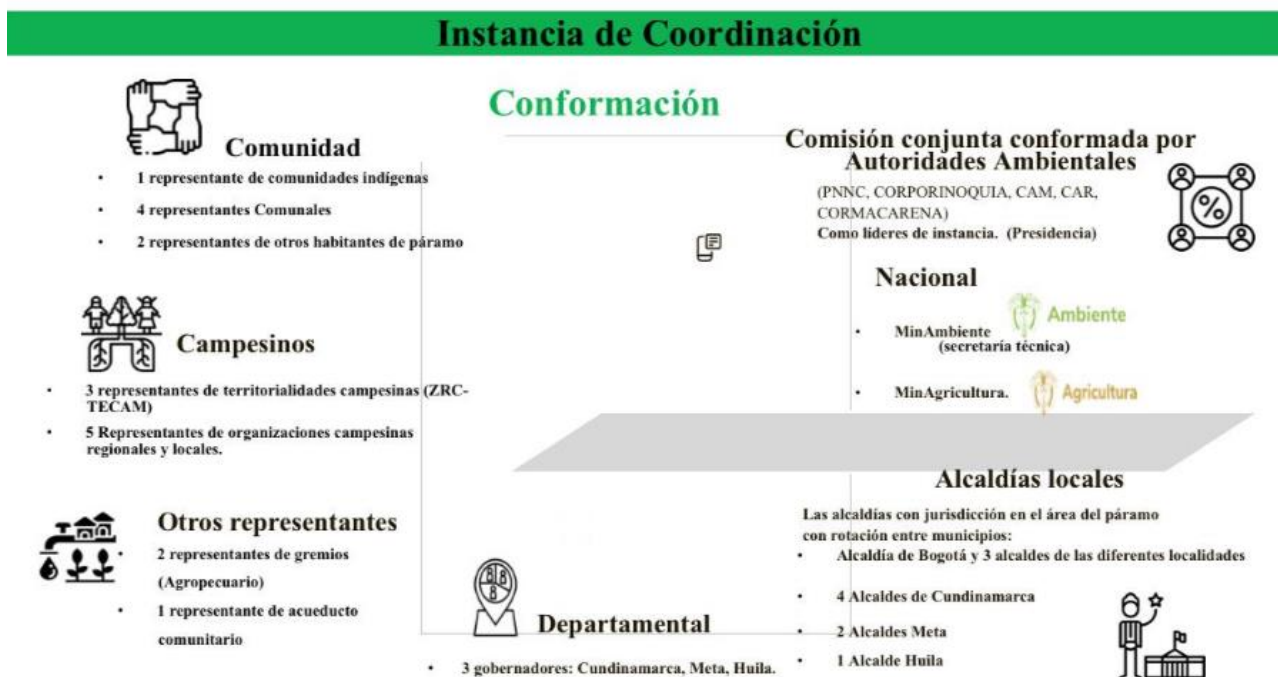 Instancia de Coordinación
Conformación
Comunidad
• 1 representante de comunidades indígenas
• 4 representantes Comunales
• 2 representantes de otros habitantes de páramo
Campesinos
• 3 representantes de territorialidades campesinas (ZRC-
TECAM)
• 5 Representantes de organizaciones campesinas
regionales y locales.
Otros representantes
• 2 representantes de gremios
(Agropecuario)
• 1 representante de acueducto
comunitario
Departamental
• 3 gobernadores: Cundinamarca, Meta, Huila.
Comisión conjunta conformada por
Autoridades Ambientales
(PNNC, CORPORINOQUIA, CAM, CAR,
CORMACARENA)
Como líderes de instancia. (Presidencia)
Nacional
• MinAmbiente
(secretaría técnica)
Ambiente
• MinAgricultura.
Agricultura
Alcaldías locales
Las alcaldías con jurisdicción en el área del páramo
con rotación entre municipios:
• Alcaldía de Bogotá y 3 alcaldes de las diferentes localidades
• 4 Alcaldes de Cundinamarca
• 2 Alcaldes Meta
• 1 Alcalde Huila